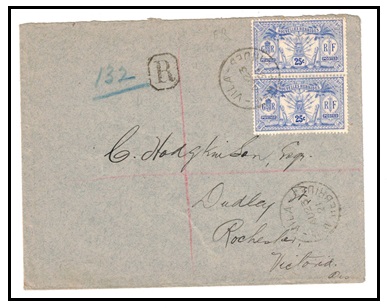 132
R
G R
R F
25c
G R
R F
25c
C. Hodgkinson, Esq.
Dudley St
Rochester,
Victoria.